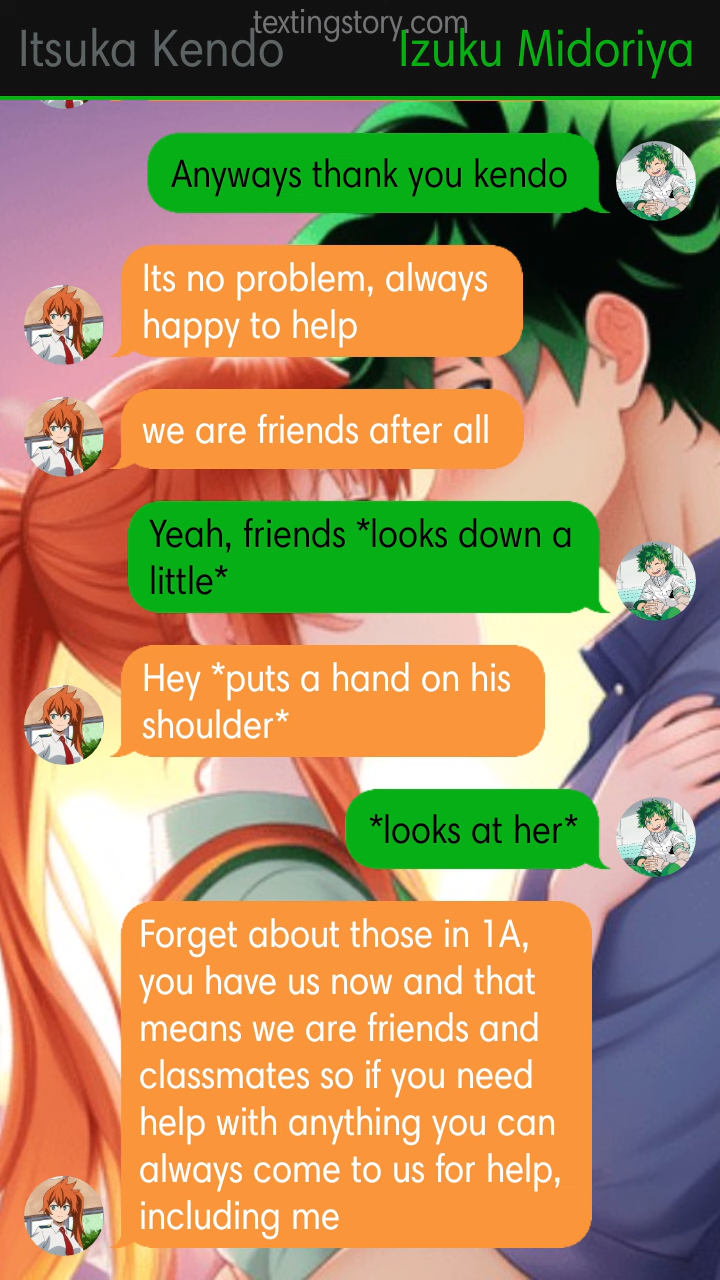 textingstory.com
Itsuka Kendo
Izuku Midoriya
Anyways thank you kendo
Its no problem, always
happy to help
we are friends after all
Yeah, friends *looks down a
little*
Hey *puts a hand on his
shoulder*
*looks at her*
Forget about those in 1A,
you have us now and that
means we are friends and
classmates so if you need
help with anything you can
always come to us for help,
including me